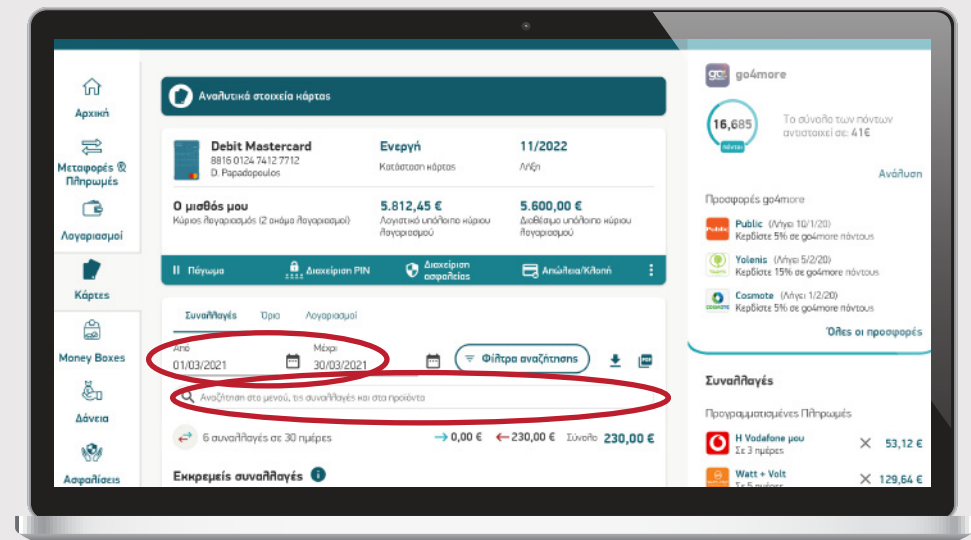 Αρχική
Μεταφορές &
Πληρωμές
Λογαριασμοί
Κάρτες
Money Boxes
Δάνεια
Ασφαλίσεις
Αναλυτικά στοιχεία κάρτας
Debit Mastercard
8816 0124 7412 7712
D. Papadopoulos
Ενεργή
Κατάσταση κάρτας
11/2022
Λήξη
Ο μισθός μου
Κύριος λογαριασμός (2 ακόμα λογαριασμοί)
5.812,45 €
Λογιστικό υπόλοιπο κύριου
λογαριασμού
5.600,00 €
Διαθέσιμο υπόλοιπο κύριου
λογαριασμού
Πάγωμα
Διαχείριση PIN
Διαχείριση
ασφαλείας
Απώλεια/Κλοπή
Συναλλαγές Όρια Λογαριασμοί
Από
01/03/2021
Μέχρι
30/03/2021
Φίλτρα αναζήτησης
PDF
Αναζήτηση στο μενού, τις συναλλαγές και στα προϊόντα
6 συναλλαγές σε 30 ημέρες
0,00 € 230,00 € Σύνολο 230,00 €
Εκκρεμείς συναλλαγές
go4more
16,685
πόντοι
Το σύνολο των πόντων
αντιστοιχεί σε: 41€
Ανάλυση
Προσφορές go4more
Public
Public (Λήγει 10/1/20)
Κερδίστε 5% σε go4more πόντους
Yolenis (Λήγει 5/2/20)
Κερδίστε 15% σε go4more πόντους
COSMOTE
Cosmote (Λήγει 1/2/20)
Κερδίστε 5% σε go4more πόντους
Όλες οι προσφορές
Συναλλαγές
Προγραμματισμένες Πληρωμές
Η Vodafone μου
Σε 3 ημέρες
53,12 €
Watt + Volt
Σε 5 ημέρες
129,64 €